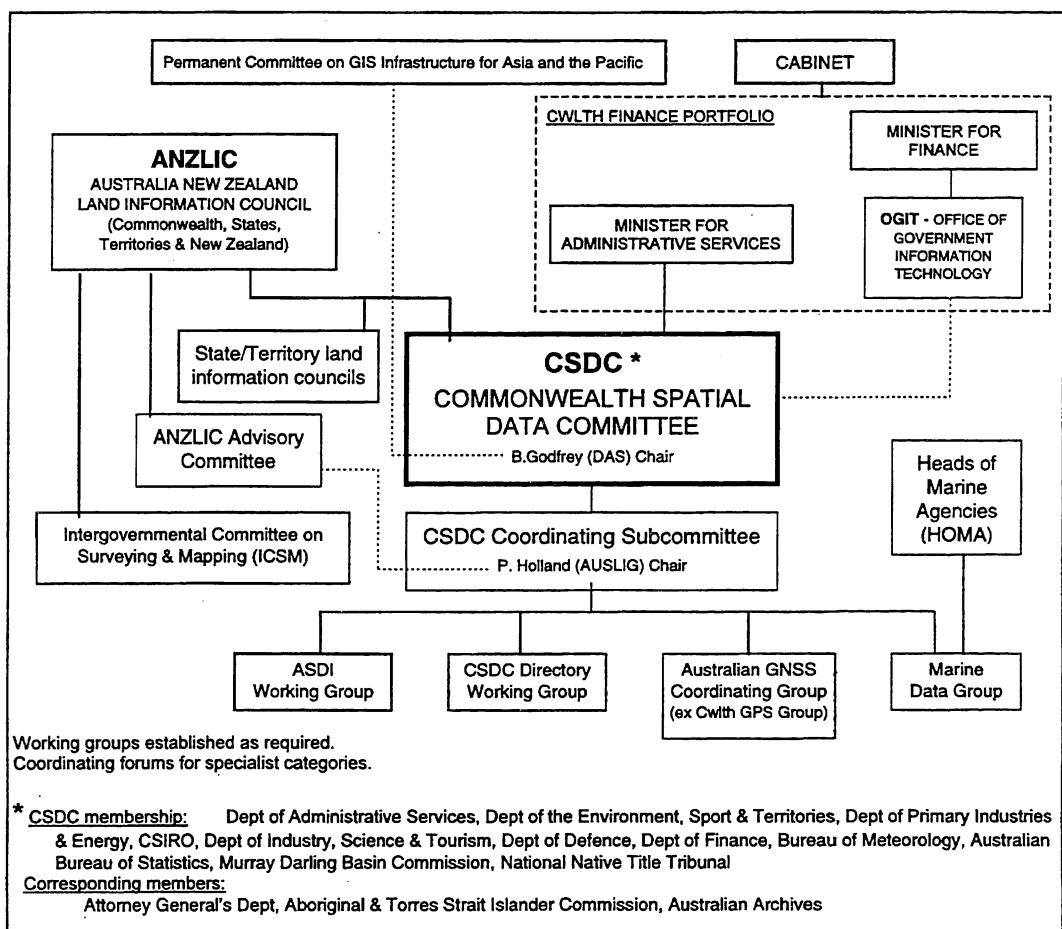 Permanent Committee on GIS Infrastructure for Asia and the Pacific
CABINET
CWLTH FINANCE PORTFOLIO
MINISTER FOR
FINANCE
ANZLIC
AUSTRALIA NEW ZEALAND
LAND INFORMATION COUNCIL
(Commonwealth, States,
Territories & New Zealand)
MINISTER FOR
ADMINISTRATIVE SERVICES
OGIT - OFFICE OF
GOVERNMENT
INFORMATION
TECHNOLOGY
State/Territory land
information councils
CSDC *
COMMONWEALTH SPATIAL
DATA COMMITTEE
B.Godfrey (DAS) Chair
ANZLIC Advisory
Committee
Heads of
Marine
Agencies
(HOMA)
Intergovernmental Committee on
Surveying & Mapping (ICSM)
CSDC Coordinating Subcommittee
P. Holland (AUSLIG) Chair
ASDI
Working Group
CSDC Directory
Working Group
Australian GNSS
Coordinating Group
(ex Cwlth GPS Group)
Marine
Data Group
Working groups established as required.
Coordinating forums for specialist categories.
* CSDC membership: Dept of Administrative Services, Dept of the Environment, Sport & Territories, Dept of Primary Industries
& Energy, CSIRO, Dept of Industry, Science & Tourism, Dept of Defence, Dept of Finance, Bureau of Meteorology, Australian
Bureau of Statistics, Murray Darling Basin Commission, National Native Title Tribunal
Corresponding members:
Attorney General's Dept, Aboriginal & Torres Strait Islander Commission, Australian Archives